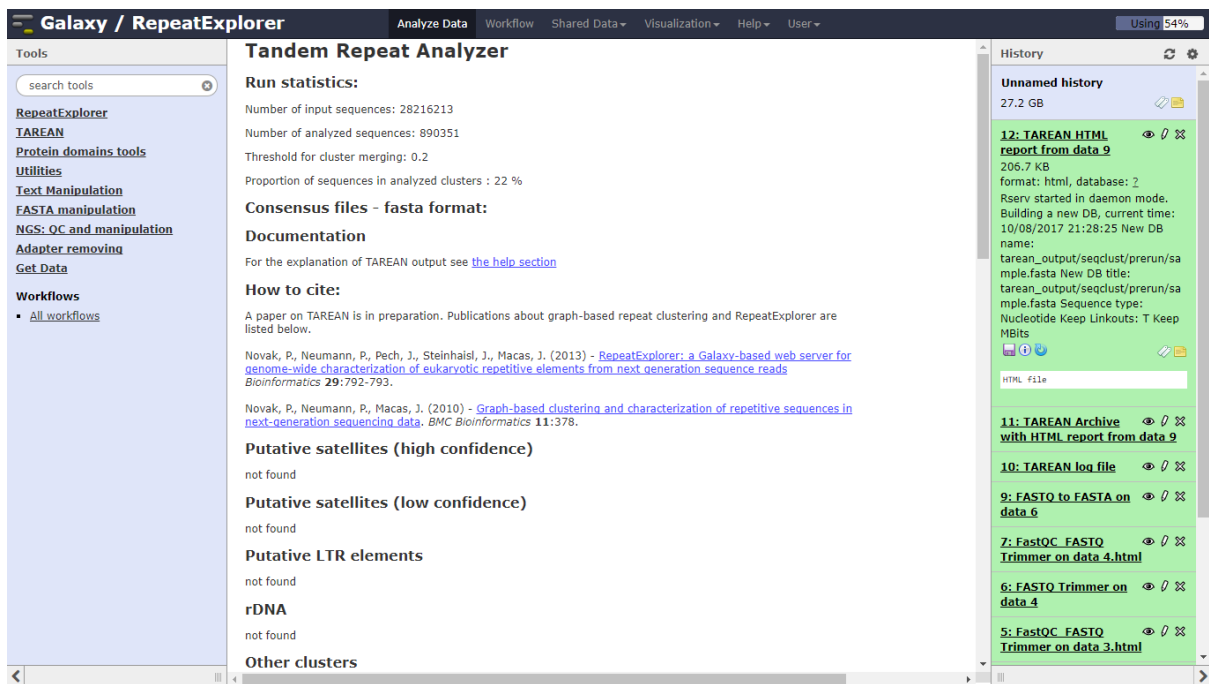 Galaxy / RepeatExplorer
Analyze Data Workflow Shared Data Visualization Help User
Using 54%
Tools
search tools
RepeatExplorer
TAREAN
Protein domains tools
Utilities
Text Manipulation
FASTA manipulation
NGS: QC and manipulation
Adapter removing
Get Data
Workflows
All workflows
Tandem Repeat Analyzer
Run statistics:
Number of input sequences: 28216213
Number of analyzed sequences: 890351
Threshold for cluster merging: 0.2
Proportion of sequences in analyzed clusters : 22 %
Consensus files - fasta format:
Documentation
For the explanation of TAREAN output see the help section
How to cite:
A paper on TAREAN is in preparation. Publications about graph-based repeat clustering and RepeatExplorer are
listed below.
Novak, P., Neumann, P., Pech, J., Steinhaisl, J., Macas, J. (2013) - RepeatExplorer: a Galaxy-based web server for
genome-wide characterization of eukaryotic repetitive elements from next generation sequence reads
Bioinformatics 29:792-793.
Novak, P., Neumann, P., Macas, J. (2010) - Graph-based clustering and characterization of repetitive sequences in
next-generation sequencing data. BMC Bioinformatics 11:378.
Putative satellites (high confidence)
not found
Putative satellites (low confidence)
not found
Putative LTR elements
not found
rDNA
not found
Other clusters
History
Unnamed history
27.2 GB
12: TAREAN HTML
report from data 9
206.7 KB
format: html, database: ?
Rserv started in daemon mode.
Building a new DB, current time:
10/08/2017 21:28:25 New DB
name:
tarean_output/seqclust/prerun/sa
mple.fasta New DB title:
tarean_output/seqclust/prerun/sa
mple.fasta Sequence type:
Nucleotide Keep Linkouts: T Keep
MBits
HTML file
11: TAREAN Archive
with HTML report from data 9
10: TAREAN log file
9: FASTQ to FASTA on
data 6
7: FastQC_FASTQ
Trimmer on data 4.html
6: FASTQ Trimmer on
data 4
5: FastQC_FASTQ
Trimmer on data 3.html